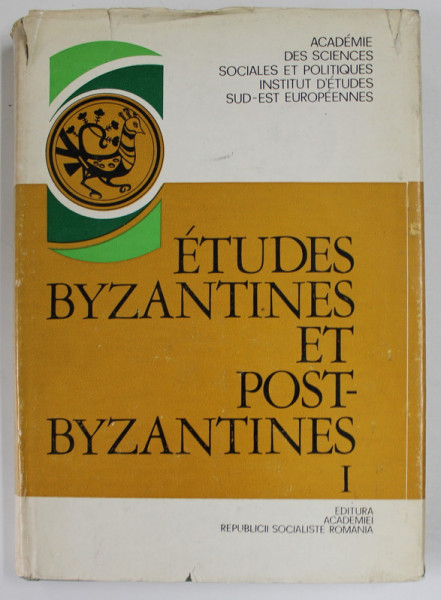 ACADÉMIE
DES SCIENCES
SOCIALES ET POLITIQUES
INSTITUT D'ÉTUDES
SUD-EST EUROPÉENNES
ÉTUDES
BYZANTINES
ET
POST-
BYZANTINES
I
EDITURA
ACADEMIEI
REPUBLICII SOCIALISTE ROMÂNIA